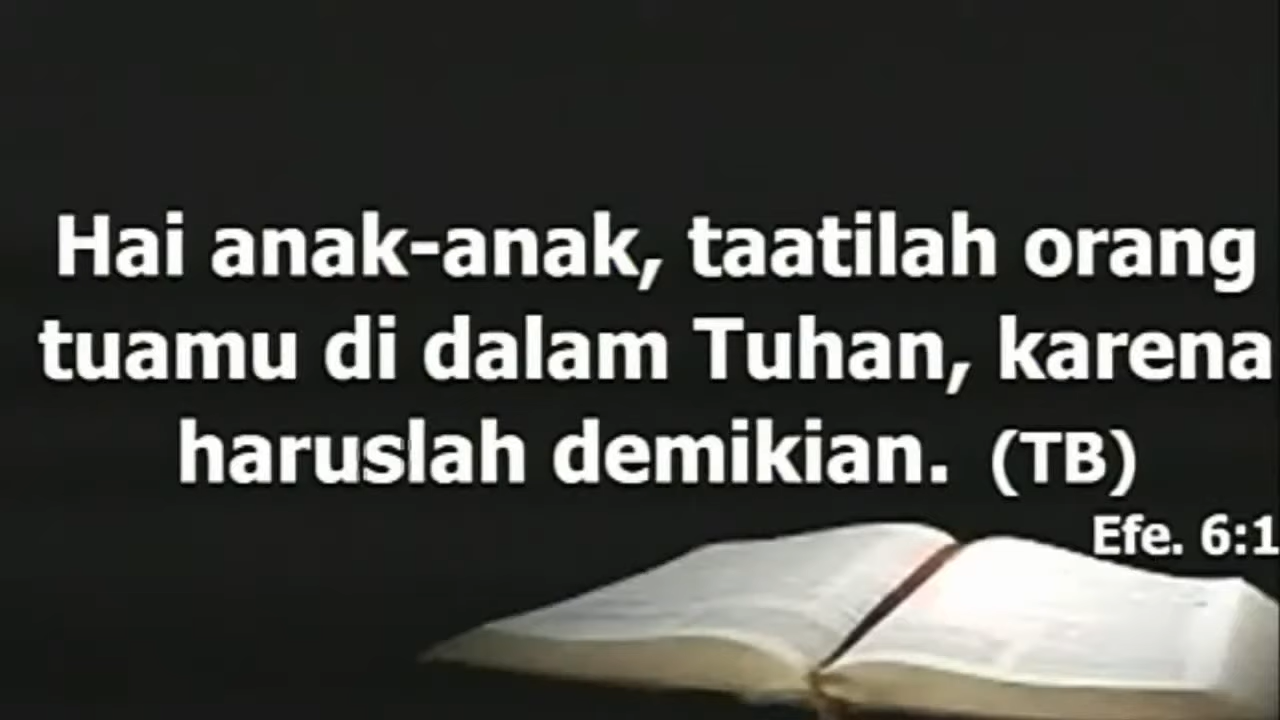 Hai anak-anak, taatilah orang
tuamu di dalam Tuhan, karena
haruslah demikian. (TB)
Efe. 6:1